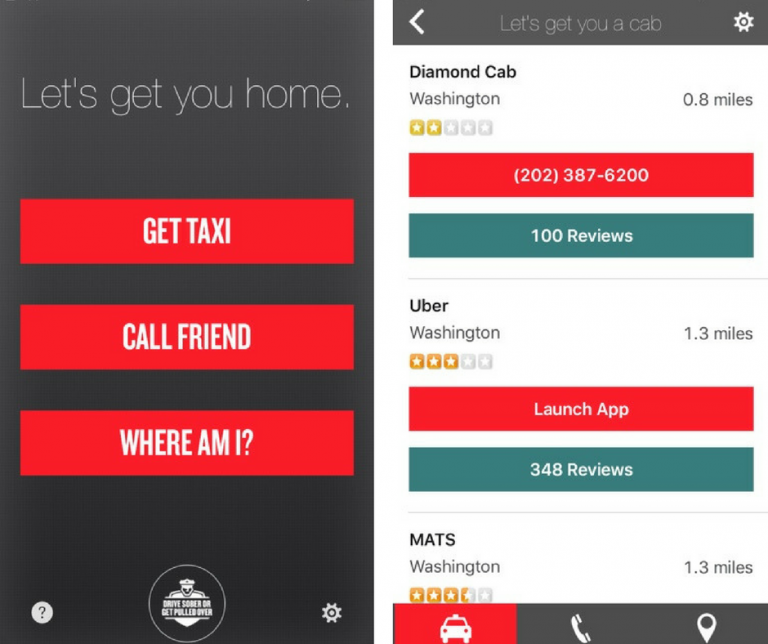 Let's get you home.
GET TAXI
CALL FRIEND
WHERE AM I?
?
DRIVE SOBER OR
GET PULLED OVER
Let's get you a cab
Diamond Cab
Washington
0.8 miles
(202) 387-6200
100 Reviews
Uber
Washington
1.3 miles
Launch App
348 Reviews
MATS
Washington
1.3 miles